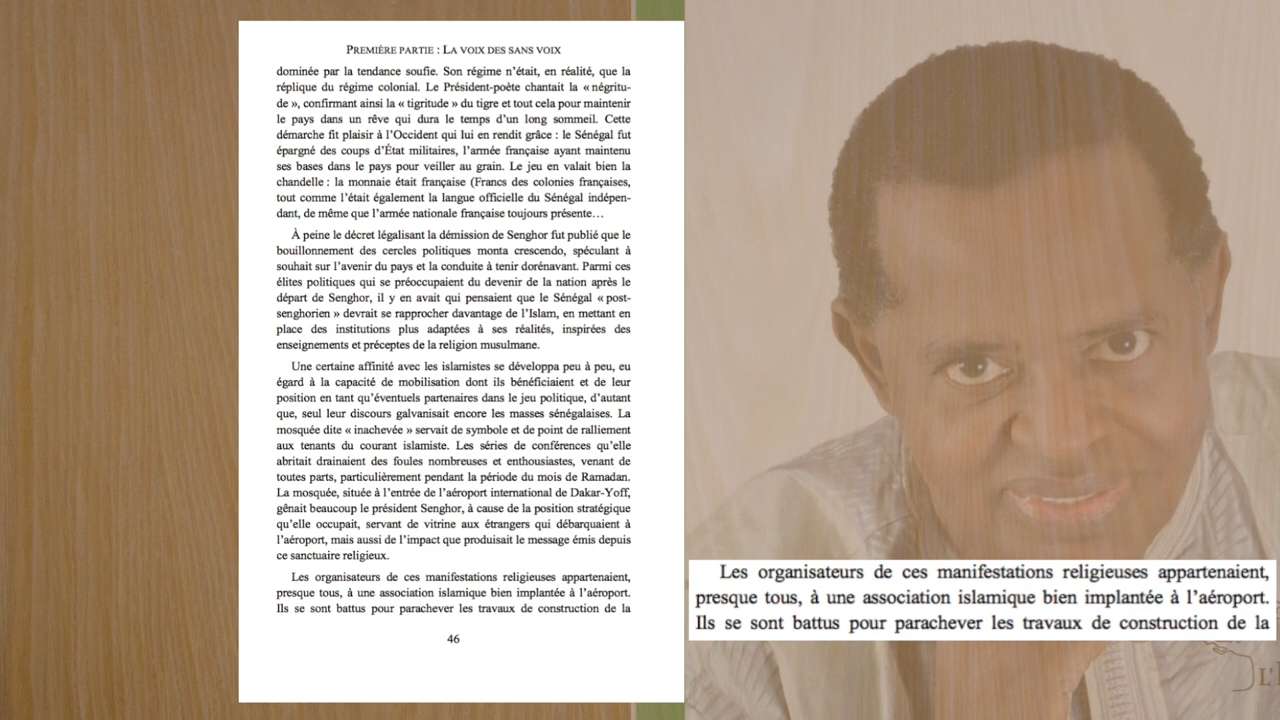 PREMIÈRE PARTIE : LA VOIX DES SANS VOIX
dominée par la tendance soufie. Son régime n’était, en réalité, que la
réplique du régime colonial. Le Président-poète chantait la « négritu-
de », confirmant ainsi la « tigritude » du tigre et tout cela pour maintenir
le pays dans un rêve qui dura le temps d’un long sommeil. Cette
démarche fit plaisir à l’Occident qui lui en rendit grâce : le Sénégal fut
épargné des coups d’État militaires, l’armée française ayant maintenu
ses bases dans le pays pour veiller au grain. Le jeu en valait bien la
chandelle : la monnaie était française (Francs des colonies françaises,
tout comme l’était également la langue officielle du Sénégal indépen-
dant, de même que l’armée nationale française toujours présente…
À peine le décret légalisant la démission de Senghor fut publié que le
bouillonnement des cercles politiques monta crescendo, spéculant à
souhait sur l’avenir du pays et la conduite à tenir dorénavant. Parmi ces
élites politiques qui se préoccupaient du devenir de la nation après le
départ de Senghor, il y en avait qui pensaient que le Sénégal « post-
senghorien » devrait se rapprocher davantage de l’Islam, en mettant en
place des institutions plus adaptées à ses réalités, inspirées des
enseignements et préceptes de la religion musulmane.
Une certaine affinité avec les islamistes se développa peu à peu, eu
égard à la capacité de mobilisation dont ils bénéficiaient et de leur
position en tant qu’éventuels partenaires dans le jeu politique, d’autant
que, seul leur discours galvanisait encore les masses sénégalaises. La
mosquée dite « inachevée » servait de symbole et de point de ralliement
aux tenants du courant islamiste. Les séries de conférences qu’elle
abritait drainaient des foules nombreuses et enthousiastes, venant de
toutes parts, particulièrement pendant la période du mois de Ramadan.
La mosquée, située à l’entrée de l’aéroport international de Dakar-Yoff,
gênait beaucoup le président Senghor, à cause de la position stratégique
qu’elle occupait, servant de vitrine aux étrangers qui débarquaient à
l’aéroport, mais aussi de l’impact que produisait le message émis depuis
ce sanctuaire religieux.
Les organisateurs de ces manifestations religieuses appartenaient,
presque tous, à une association islamique bien implantée à l’aéroport.
Ils se sont battus pour parachever les travaux de construction de la
46
Les organisateurs de ces manifestations religieuses appartenaient,
presque tous, à une association islamique bien implantée à l’aéroport.
Ils se sont battus pour parachever les travaux de construction de la